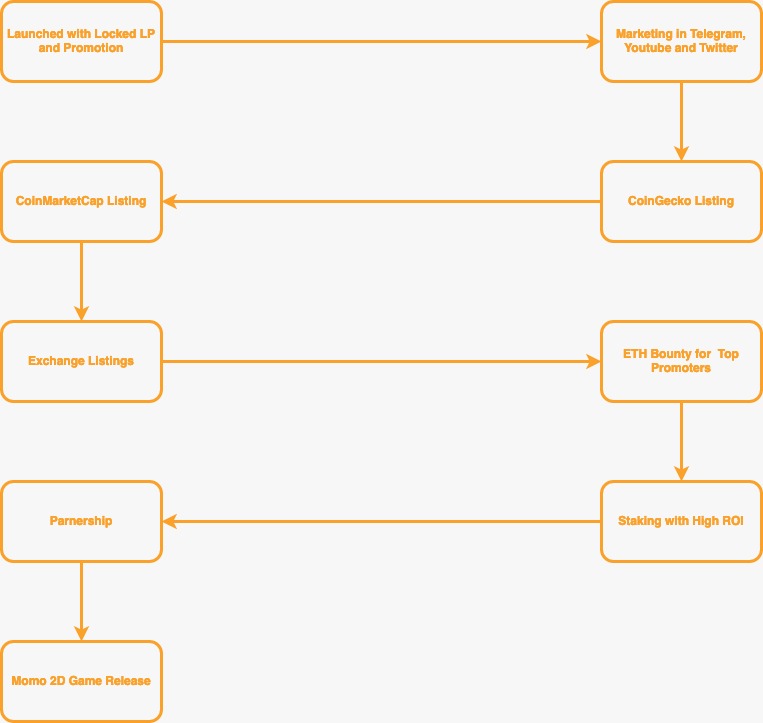 Launched with Locked LP
and Promotion
Marketing in Telegram,
Youtube and Twitter
CoinMarketCap Listing
CoinGecko Listing
Exchange Listings
ETH Bounty for  Top
Promoters
Parnership
Staking with High ROI
Momo 2D Game Release